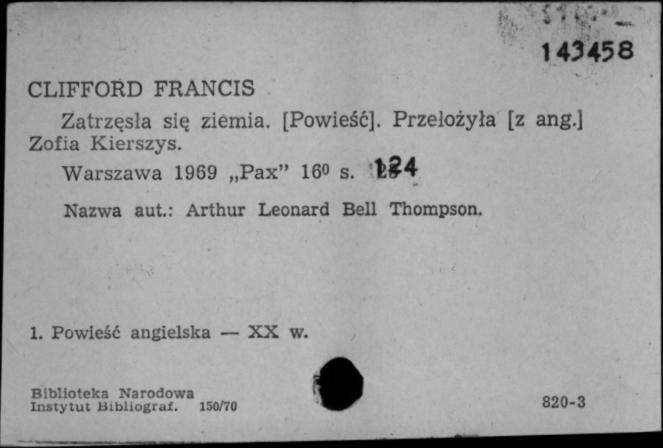 143458
CLIFFORD FRANCIS
Zatrzęsła się ziemia. [Powieść]. Przełożyła [z ang.]
Zofia Kierszys.
Warszawa 1969 „Pax” 16⁰ s.
Nazwa aut.: Arthur Leonard Bell Thompson.
1. Powieść angielska — XX w.
Biblioteka Narodowa
Instytut Bibliograf. 150/70
820-3